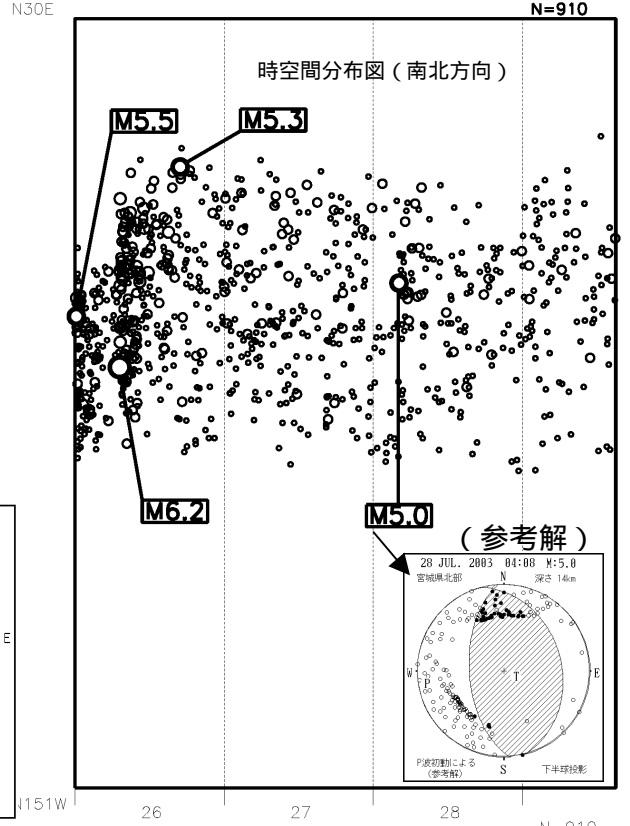 N30E
N=910
時空間分布図(南北方向)
M5.5
M5.3
M6.2
M5.0
(参考解)
28 JUL. 2003 04:08 M:5.0
宮城県北部
N
深さ 14km
E
W
P
T
E
P波初動による
(参考解)
S
下半球投影
N151W
26
27
28
N=910